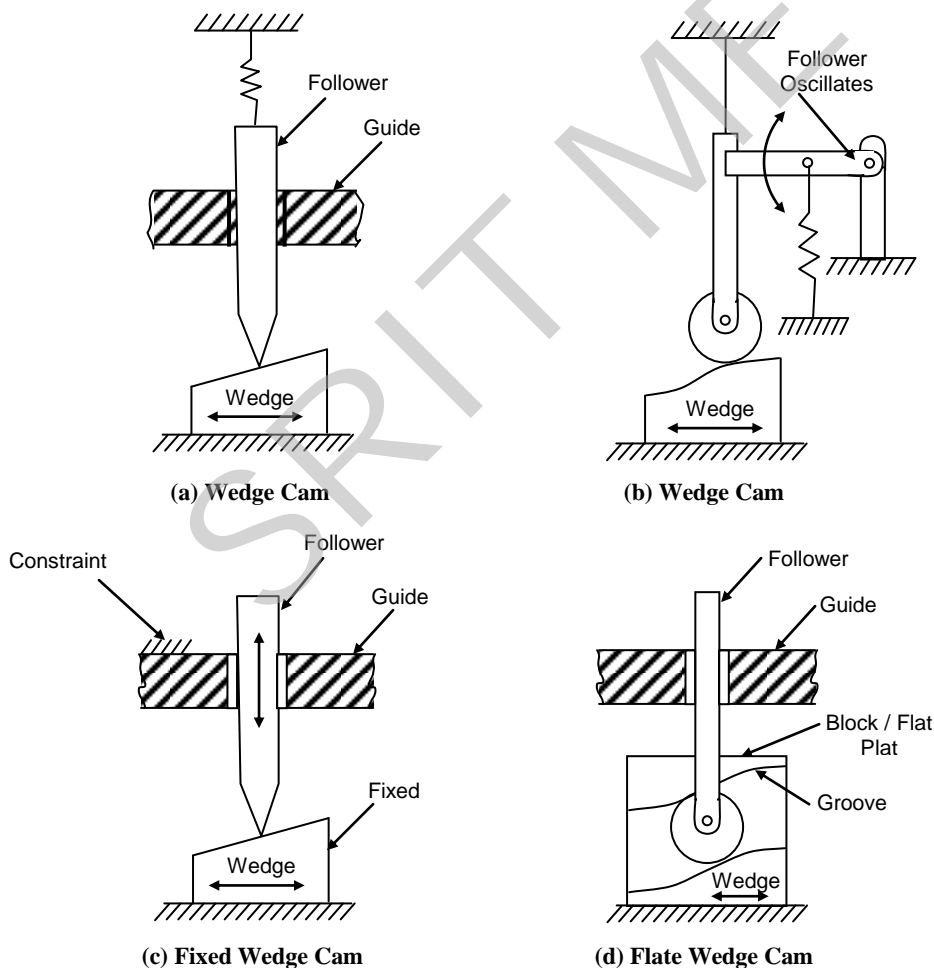 Follower
Guide
Wedge
(a) Wedge Cam
Follower
Oscillates
Wedge
(b) Wedge Cam
Constraint
Follower
Guide
Fixed
Wedge
(c) Fixed Wedge Cam
Follower
Guide
Block / Flat
Plat
Groove
Wedge
(d) Flate Wedge Cam
SRIT ME